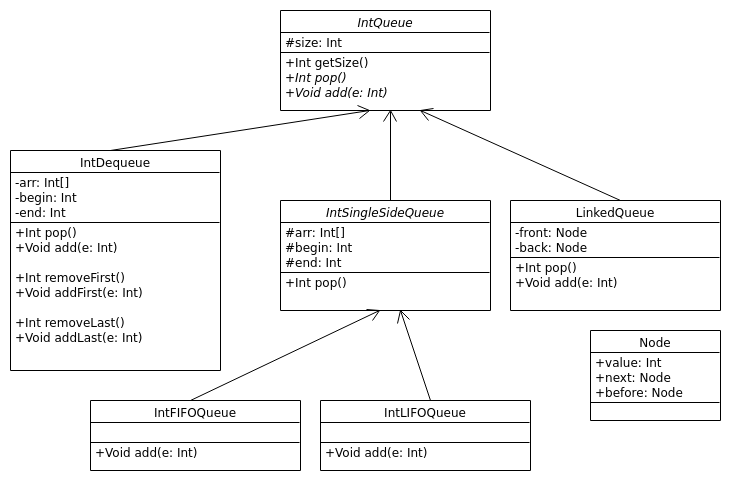 IntQueue
#size: Int
+Int getSize()
+Int pop()
+Void add(e: Int)
IntDequeue
-arr: Int[]
-begin: Int
-end: Int
+Int pop()
+Void add(e: Int)
+Int removeFirst()
+Void addFirst(e: Int)
+Int removeLast()
+Void addLast(e: Int)
IntSingleSideQueue
#arr: Int[]
#begin: Int
#end: Int
+Int pop()
LinkedQueue
-front: Node
-back: Node
+Int pop()
+Void add(e: Int)
Node
+value: Int
+next: Node
+before: Node
IntFIFOQueue
+Void add(e: Int)
IntLIFOQueue
+Void add(e: Int)